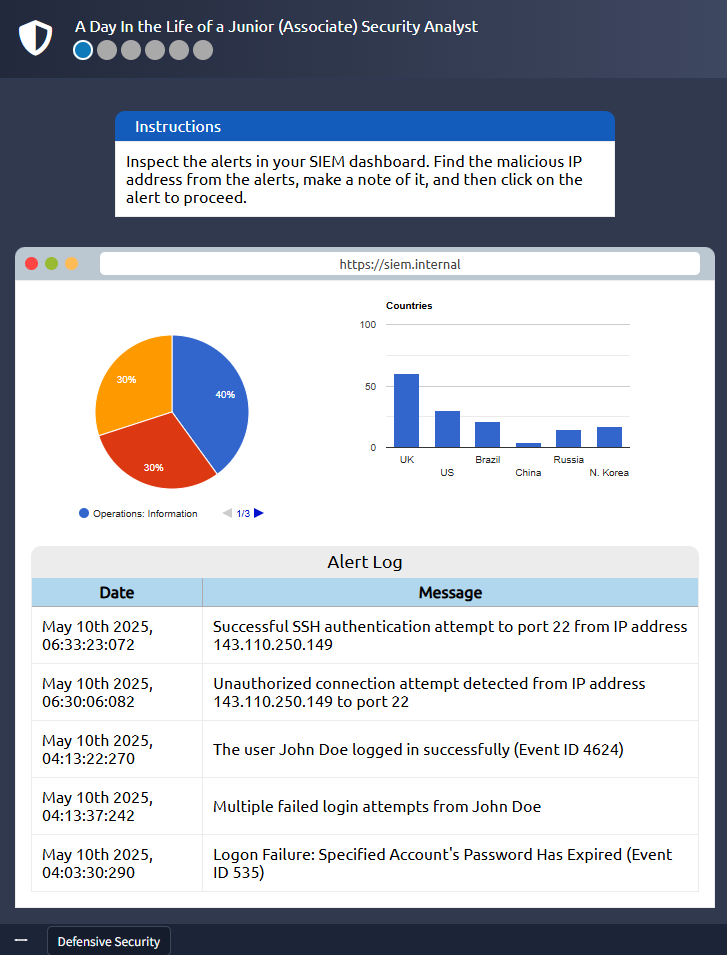 A Day In the Life of a Junior (Associate) Security Analyst
Instructions
Inspect the alerts in your SIEM dashboard. Find the malicious IP
address from the alerts, make a note of it, and then click on the
alert to proceed.
https://siem.internal
30%
40%
30%
Operations: Information
1/3
Countries
100
50
0
UK
US
Brazil
China
Russia
N. Korea
Alert Log
Date Message
May 10th 2025,
06:33:23:072
Successful SSH authentication attempt to port 22 from IP address
143.110.250.149
May 10th 2025,
06:30:06:082
Unauthorized connection attempt detected from IP address
143.110.250.149 to port 22
May 10th 2025,
04:13:22:270
The user John Doe logged in successfully (Event ID 4624)
May 10th 2025,
04:13:37:242
Multiple failed login attempts from John Doe
May 10th 2025,
04:03:30:290
Logon Failure: Specified Account's Password Has Expired (Event
ID 535)
Defensive Security